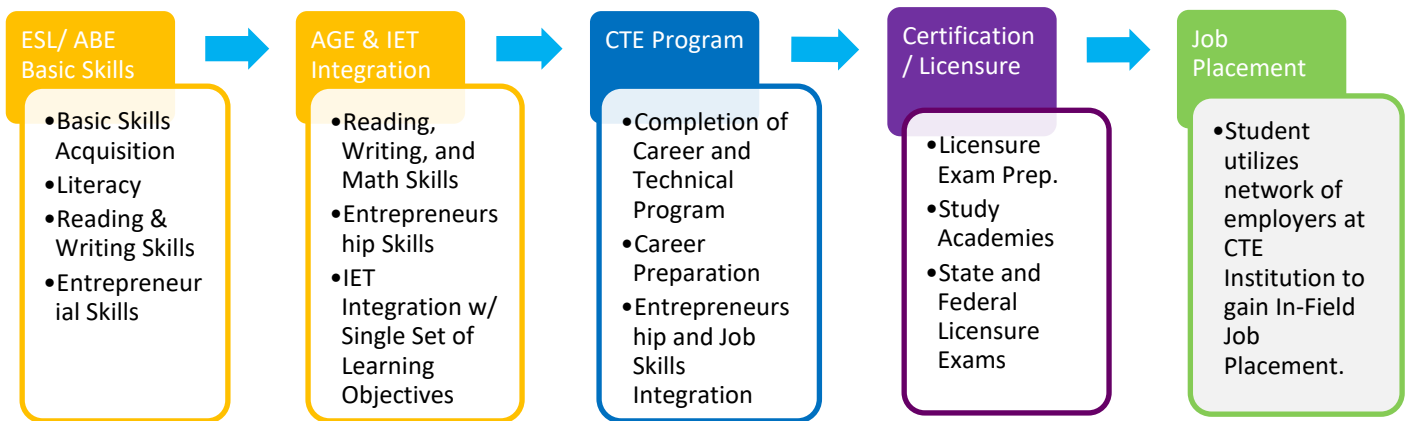 ESL/ ABE
Basic Skills
•Basic Skills
Acquisition
•Literacy
•Reading &
Writing Skills
•Entrepreneur
ial Skills
AGE & IET
Integration
•Reading,
Writing, and
Math Skills
•Entrepreneurs
hip Skills
•IET
Integration w/
Single Set of
Learning
Objectives
CTE Program
•Completion of
Career and
Technical
Program
•Career
Preparation
•Entrepreneurs
hip and Job
Skills
Integration
Certification
/ Licensure
•Licensure
Exam Prep.
•Study
Academies
•State and
Federal
Licensure
Exams
Job
Placement
•Student
utilizes
network of
employers at
CTE
Institution to
gain In-Field
Job
Placement.